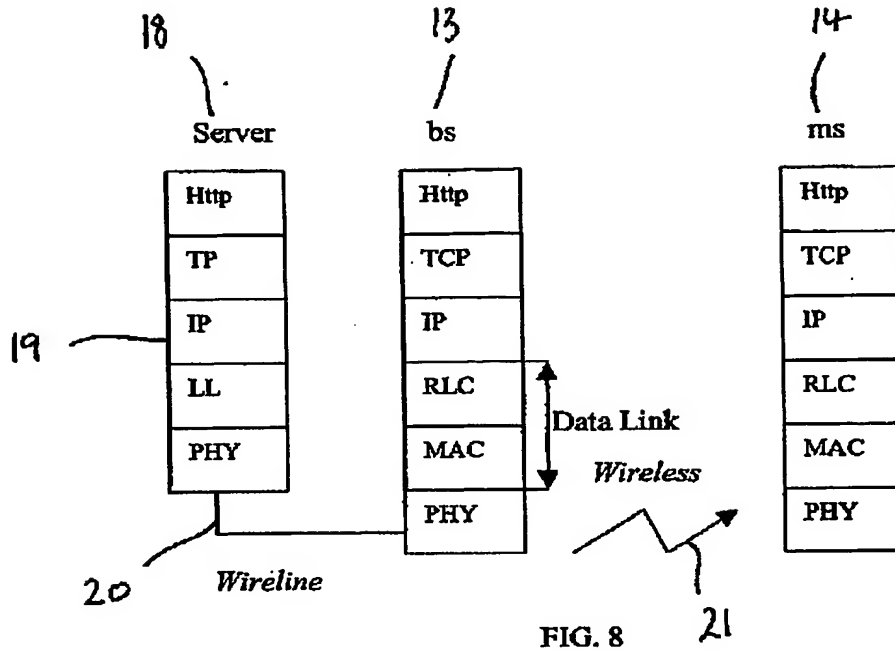 18
13
14
Server
bs
ms
Http
TP
IP
LL
PHY
Http
TCP
IP
RLC
MAC
PHY
Http
TCP
IP
RLC
MAC
PHY
19
Data Link
Wireless
20
Wireline
21
FIG. 8